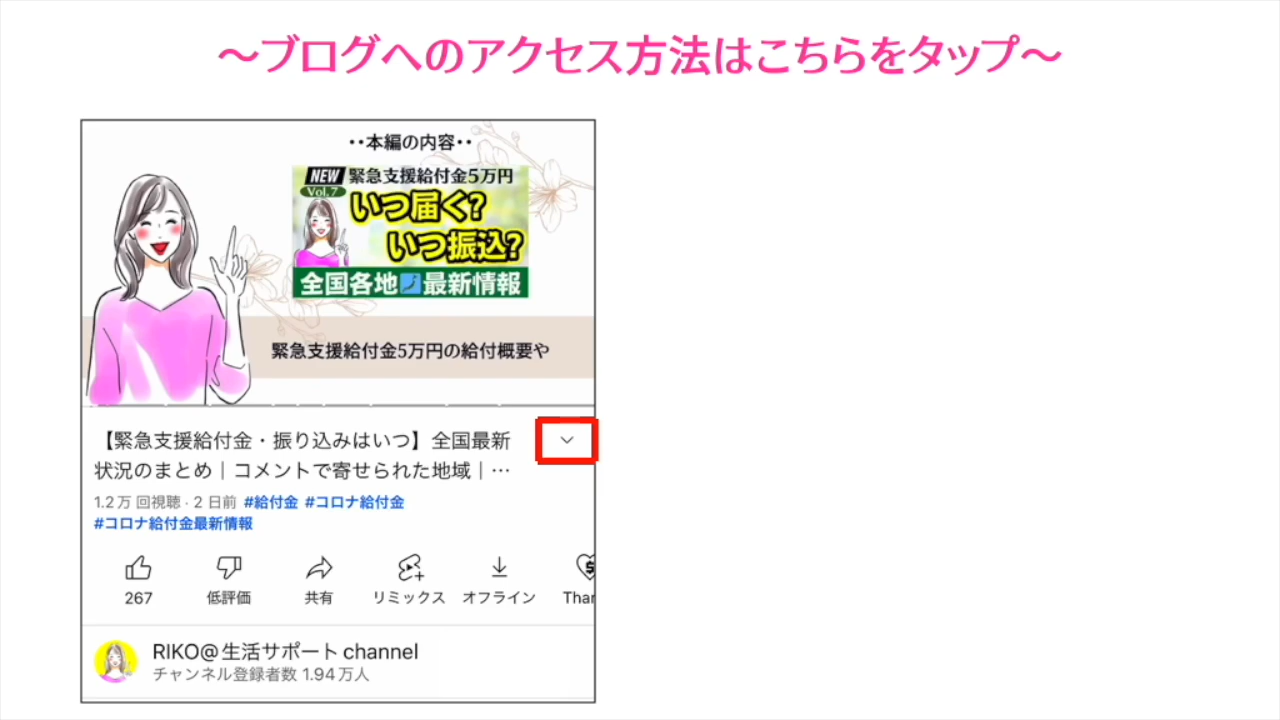 ～ブログへのアクセス方法はこちらをタップ～
••本編の内容••
NEW 緊急支援給付金5万円
Vol.7
いつ届く?
いつ振込?
全国各地🗾最新情報
緊急支援給付金5万円の給付概要や
【緊急支援給付金・振り込みはいつ】全国最新
状況のまとめ｜コメントで寄せられた地域｜…
1.2万 回視聴 · 2 日前 #給付金 #コロナ給付金
#コロナ給付金最新情報
267 低評価 共有 リミックス オフライン Than
RIKO@生活サポートchannel
チャンネル登録者数 1.94万人